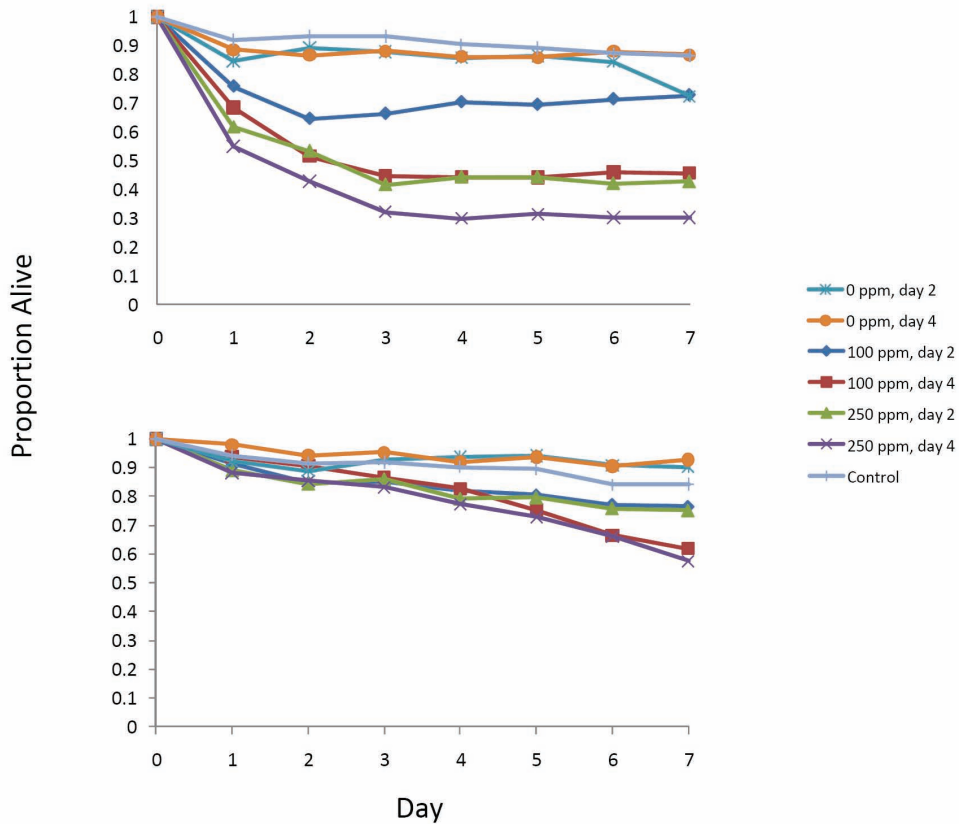 1
0.9
0.8
0.7
0.6
0.5
0.4
0.3
0.2
0.1
0
0 1 2 3 4 5 6 7
Proportion Alive
0 ppm, day 2
0 ppm, day 4
100 ppm, day 2
100 ppm, day 4
250 ppm, day 2
250 ppm, day 4
Control
1
0.9
0.8
0.7
0.6
0.5
0.4
0.3
0.2
0.1
0
0 1 2 3 4 5 6 7
Day